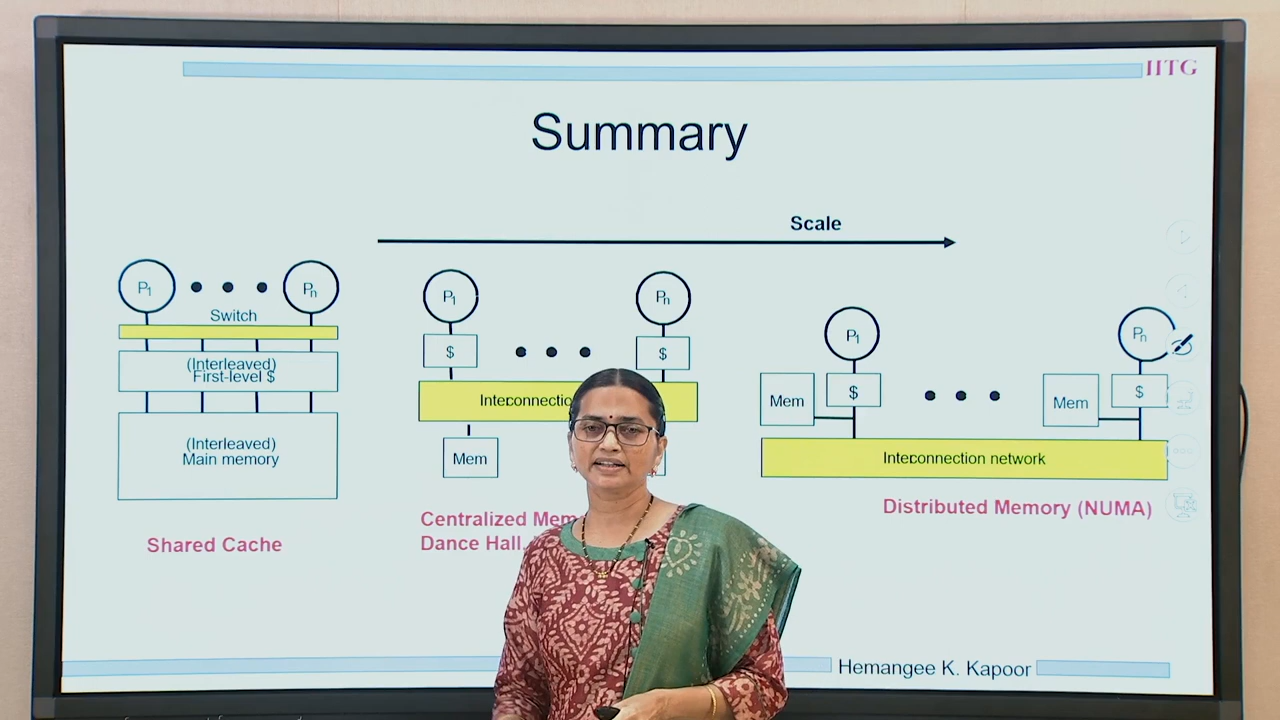 IITG
Summary
Scale
P1
Pn
Switch
(Interleaved)
First-level $
(Interleaved)
Main memory
Shared Cache
P1
Pn
$
$
Mem
Centralized
Dance Hall,
P1
Pn
Mem
$
Mem
$
Interconnection network
Distributed Memory (NUMA)
Hemangee K. Kapoor